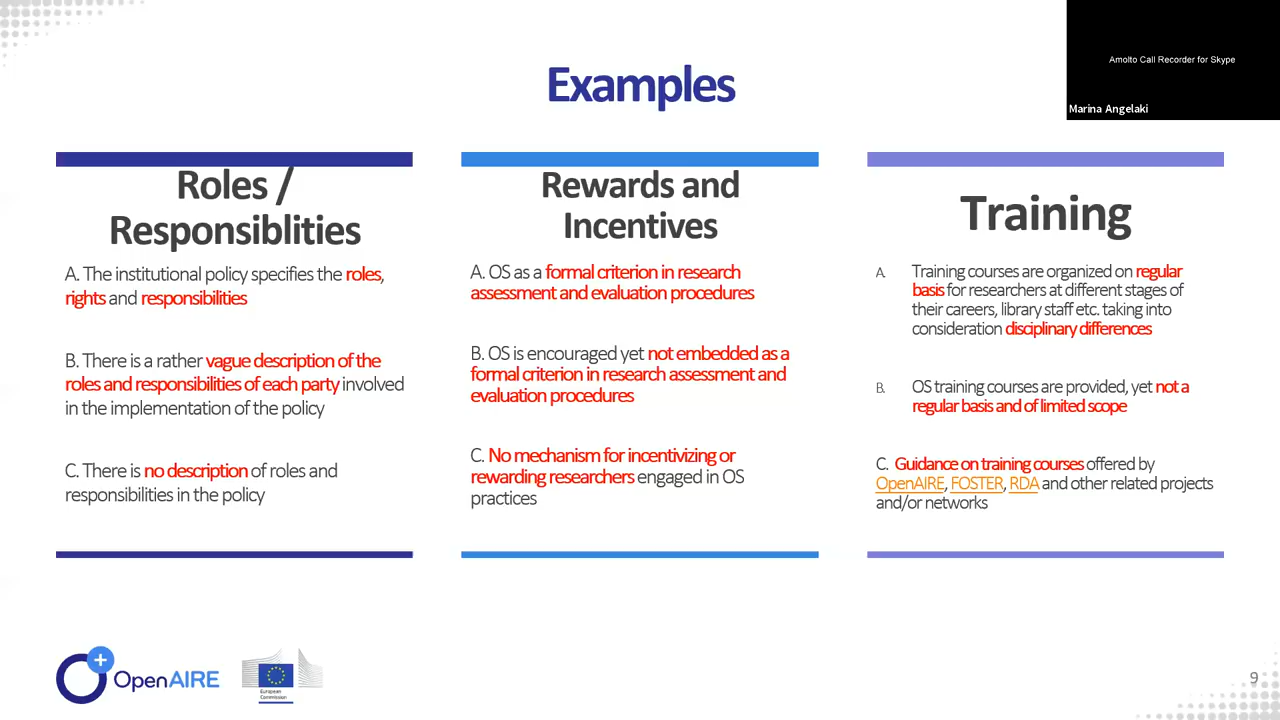 Amolto Call Recorder for Skype
Marina Angelaki
Examples
Roles /
Responsiblities
A. The institutional policy specifies the roles,
rights and responsibilities
B. There is a rather vague description of the
roles and responsibilities of each party involved
in the implementation of the policy
C. There is no description of roles and
responsibilities in the policy
Rewards and
Incentives
A. OS as a formal criterion in research
assessment and evaluation procedures
B. OS is encouraged yet not embedded as a
formal criterion in research assessment and
evaluation procedures
C. No mechanism for incentivizing or
rewarding researchers engaged in OS
practices
Training
A. Training courses are organized on regular
basis for researchers at different stages of
their careers, library staff etc. taking into
consideration disciplinary differences
B. OS training courses are provided, yet not a
regular basis and of limited scope
C. Guidance on training courses offered by
OpenAIRE, FOSTER, RDA and other related projects
and/or networks
OpenAIRE
European
Commission
9